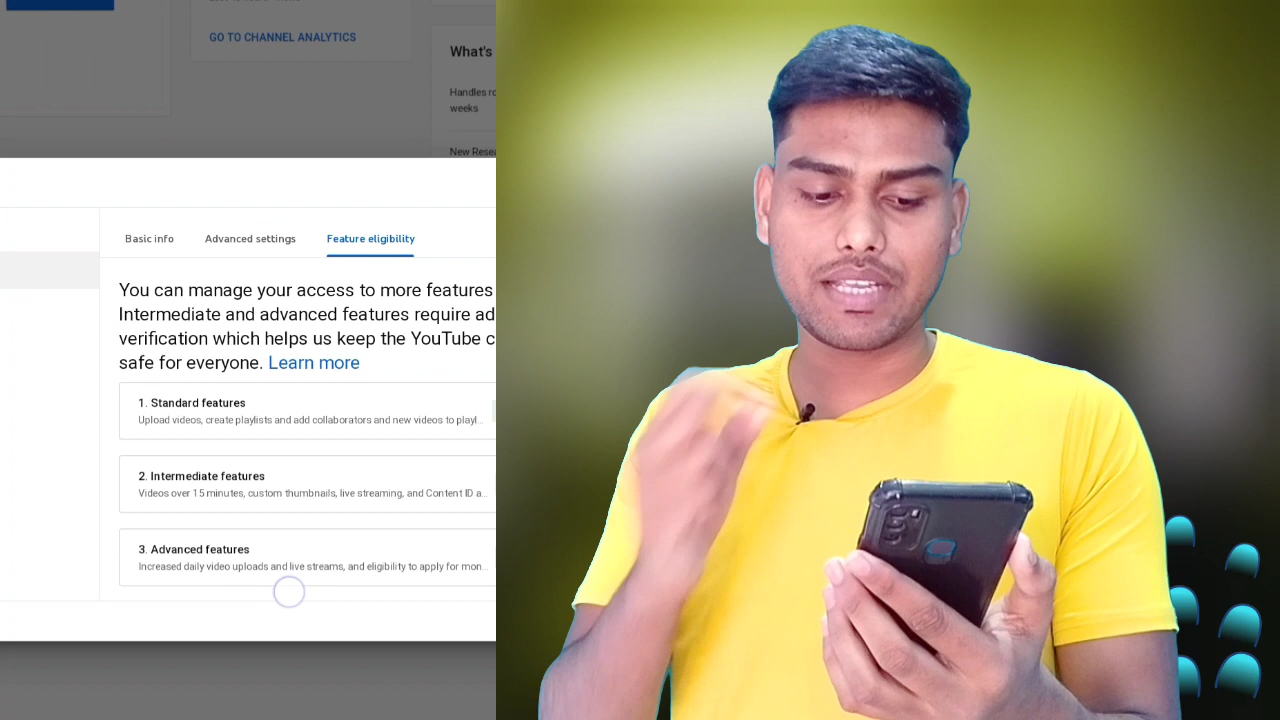 GO TO CHANNEL ANALYTICS
What's
Handles
weeks
New
Basic info
Advanced settings
Feature eligibility
You can manage your access to more features
Intermediate and advanced features require ad
verification which helps us keep the YouTube c
safe for everyone. Learn more
1. Standard features
Upload videos, create playlists and add collaborators and new videos to playl...
2. Intermediate features
Videos over 15 minutes, custom thumbnails, live streaming, and Content ID a...
3. Advanced features
Increased daily video uploads and live streams, and eligibility to apply for mon...